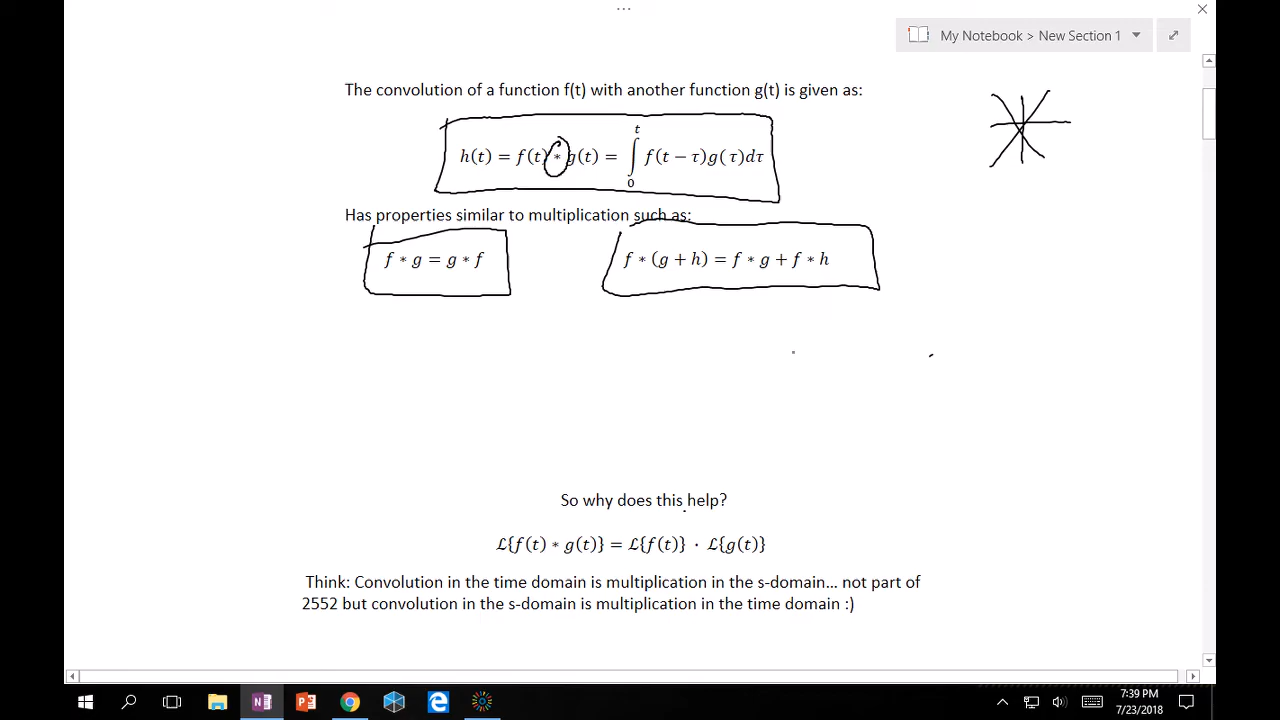 ...
My Notebook > New Section 1
The convolution of a function f(t) with another function g(t) is given as:
h(t) = f(t) * g(t) = ∫₀ᵗ f(t − τ)g(τ)dτ
Has properties similar to multiplication such as:
f * g = g * f
f * (g + h) = f * g + f * h
So why does this help?
ℒ{f(t) * g(t)} = ℒ{f(t)} · ℒ{g(t)}
Think: Convolution in the time domain is multiplication in the s-domain... not part of
2552 but convolution in the s-domain is multiplication in the time domain :)
7:39 PM
7/23/2018